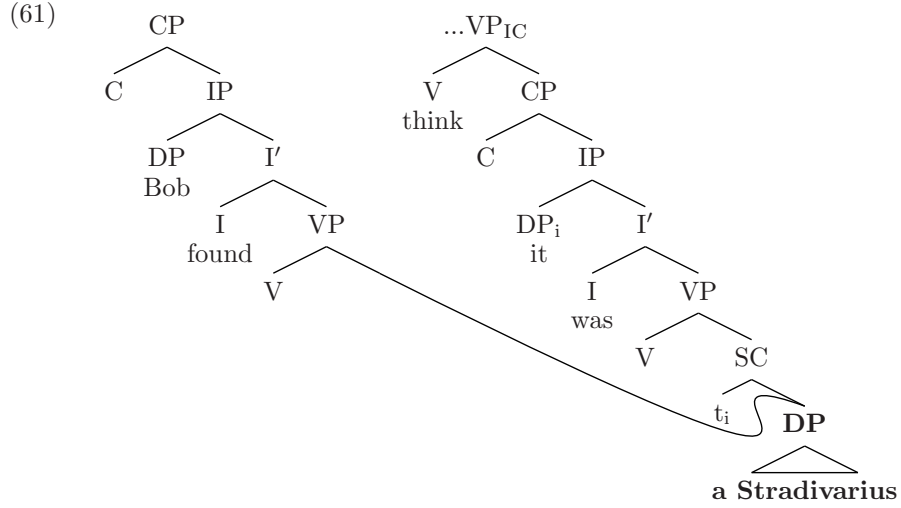 (61)
CP ...VP_IC
C IP V CP
think
DP I′ C IP
Bob
I VP DP_i I′
found it
V I VP
was
V SC
t_i DP
a Stradivarius